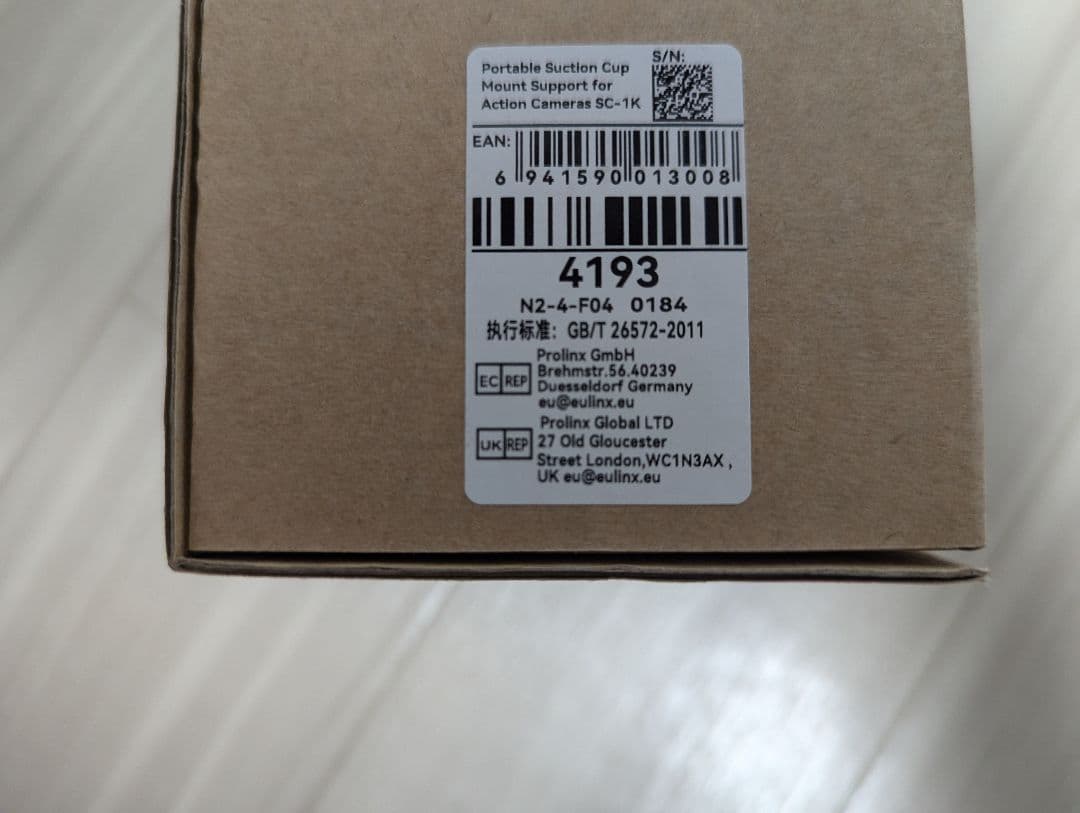 Portable Suction Cup
Mount Support for
Action Cameras SC-1K
S/N:
EAN:
6 941590 013008
4193
N2-4-F04 0184
执行标准: GB/T 26572-2011
EC REP
Prolinx GmbH
Brehmstr.56.40239
Duesseldorf Germany
eu@eulinx.eu
UK REP
Prolinx Global LTD
27 Old Gloucester
Street London,WC1N3AX ,
UK eu@eulinx.eu